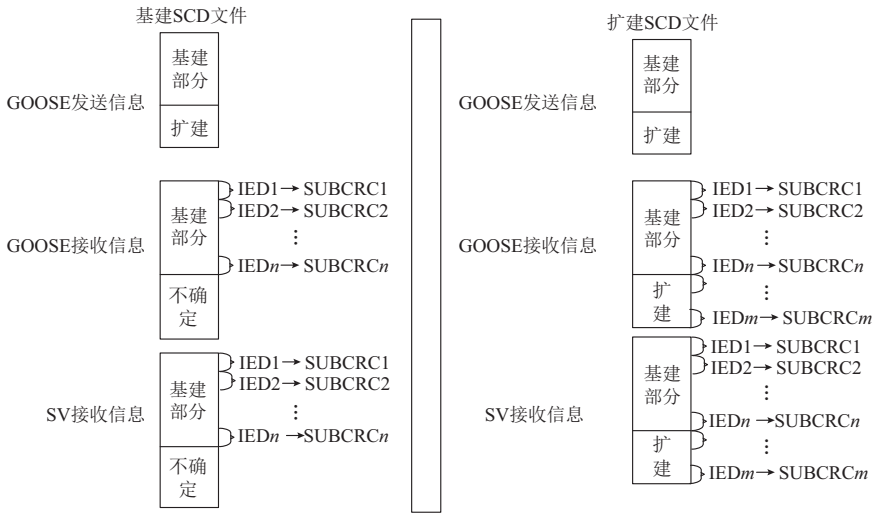 基建SCD文件
基建
部分
GOOSE发送信息
扩建
IED1→SUBCRC1
IED2→SUBCRC2
基建
部分
GOOSE接收信息
⋮
IEDn→SUBCRCn
不确
定
IED1→SUBCRC1
IED2→SUBCRC2
基建
部分
SV接收信息
⋮
IEDn→SUBCRCn
不确
定
扩建SCD文件
基建
部分
GOOSE发送信息
扩建
IED1→SUBCRC1
IED2→SUBCRC2
基建
部分
GOOSE接收信息
⋮
IEDn→SUBCRCn
扩
建
⋮
IEDm→SUBCRCm
IED1→SUBCRC1
IED2→SUBCRC2
基建
部分
SV接收信息
⋮
IEDn→SUBCRCn
扩
建
⋮
IEDm→SUBCRCm